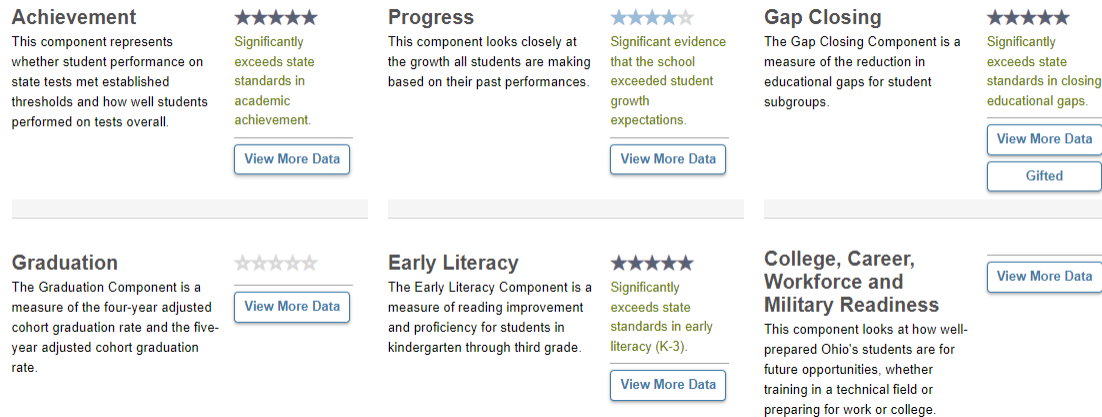 Achievement
This component represents
whether student performance on
state tests met established
thresholds and how well students
performed on tests overall.
Significantly
exceeds state
standards in
academic
achievement.
View More Data
Progress
This component looks closely at
the growth all students are making
based on their past performances.
Significant evidence
that the school
exceeded student
growth
expectations.
View More Data
Gap Closing
The Gap Closing Component is a
measure of the reduction in
educational gaps for student
subgroups.
Significantly
exceeds state
standards in closing
educational gaps.
View More Data
Gifted
Graduation
The Graduation Component is a
measure of the four-year adjusted
cohort graduation rate and the five-
year adjusted cohort graduation
rate.
View More Data
Early Literacy
The Early Literacy Component is a
measure of reading improvement
and proficiency for students in
kindergarten through third grade.
Significantly
exceeds state
standards in early
literacy (K-3).
View More Data
College, Career,
Workforce and
Military Readiness
This component looks at how well-
prepared Ohio's students are for
future opportunities, whether
training in a technical field or
preparing for work or college.
View More Data